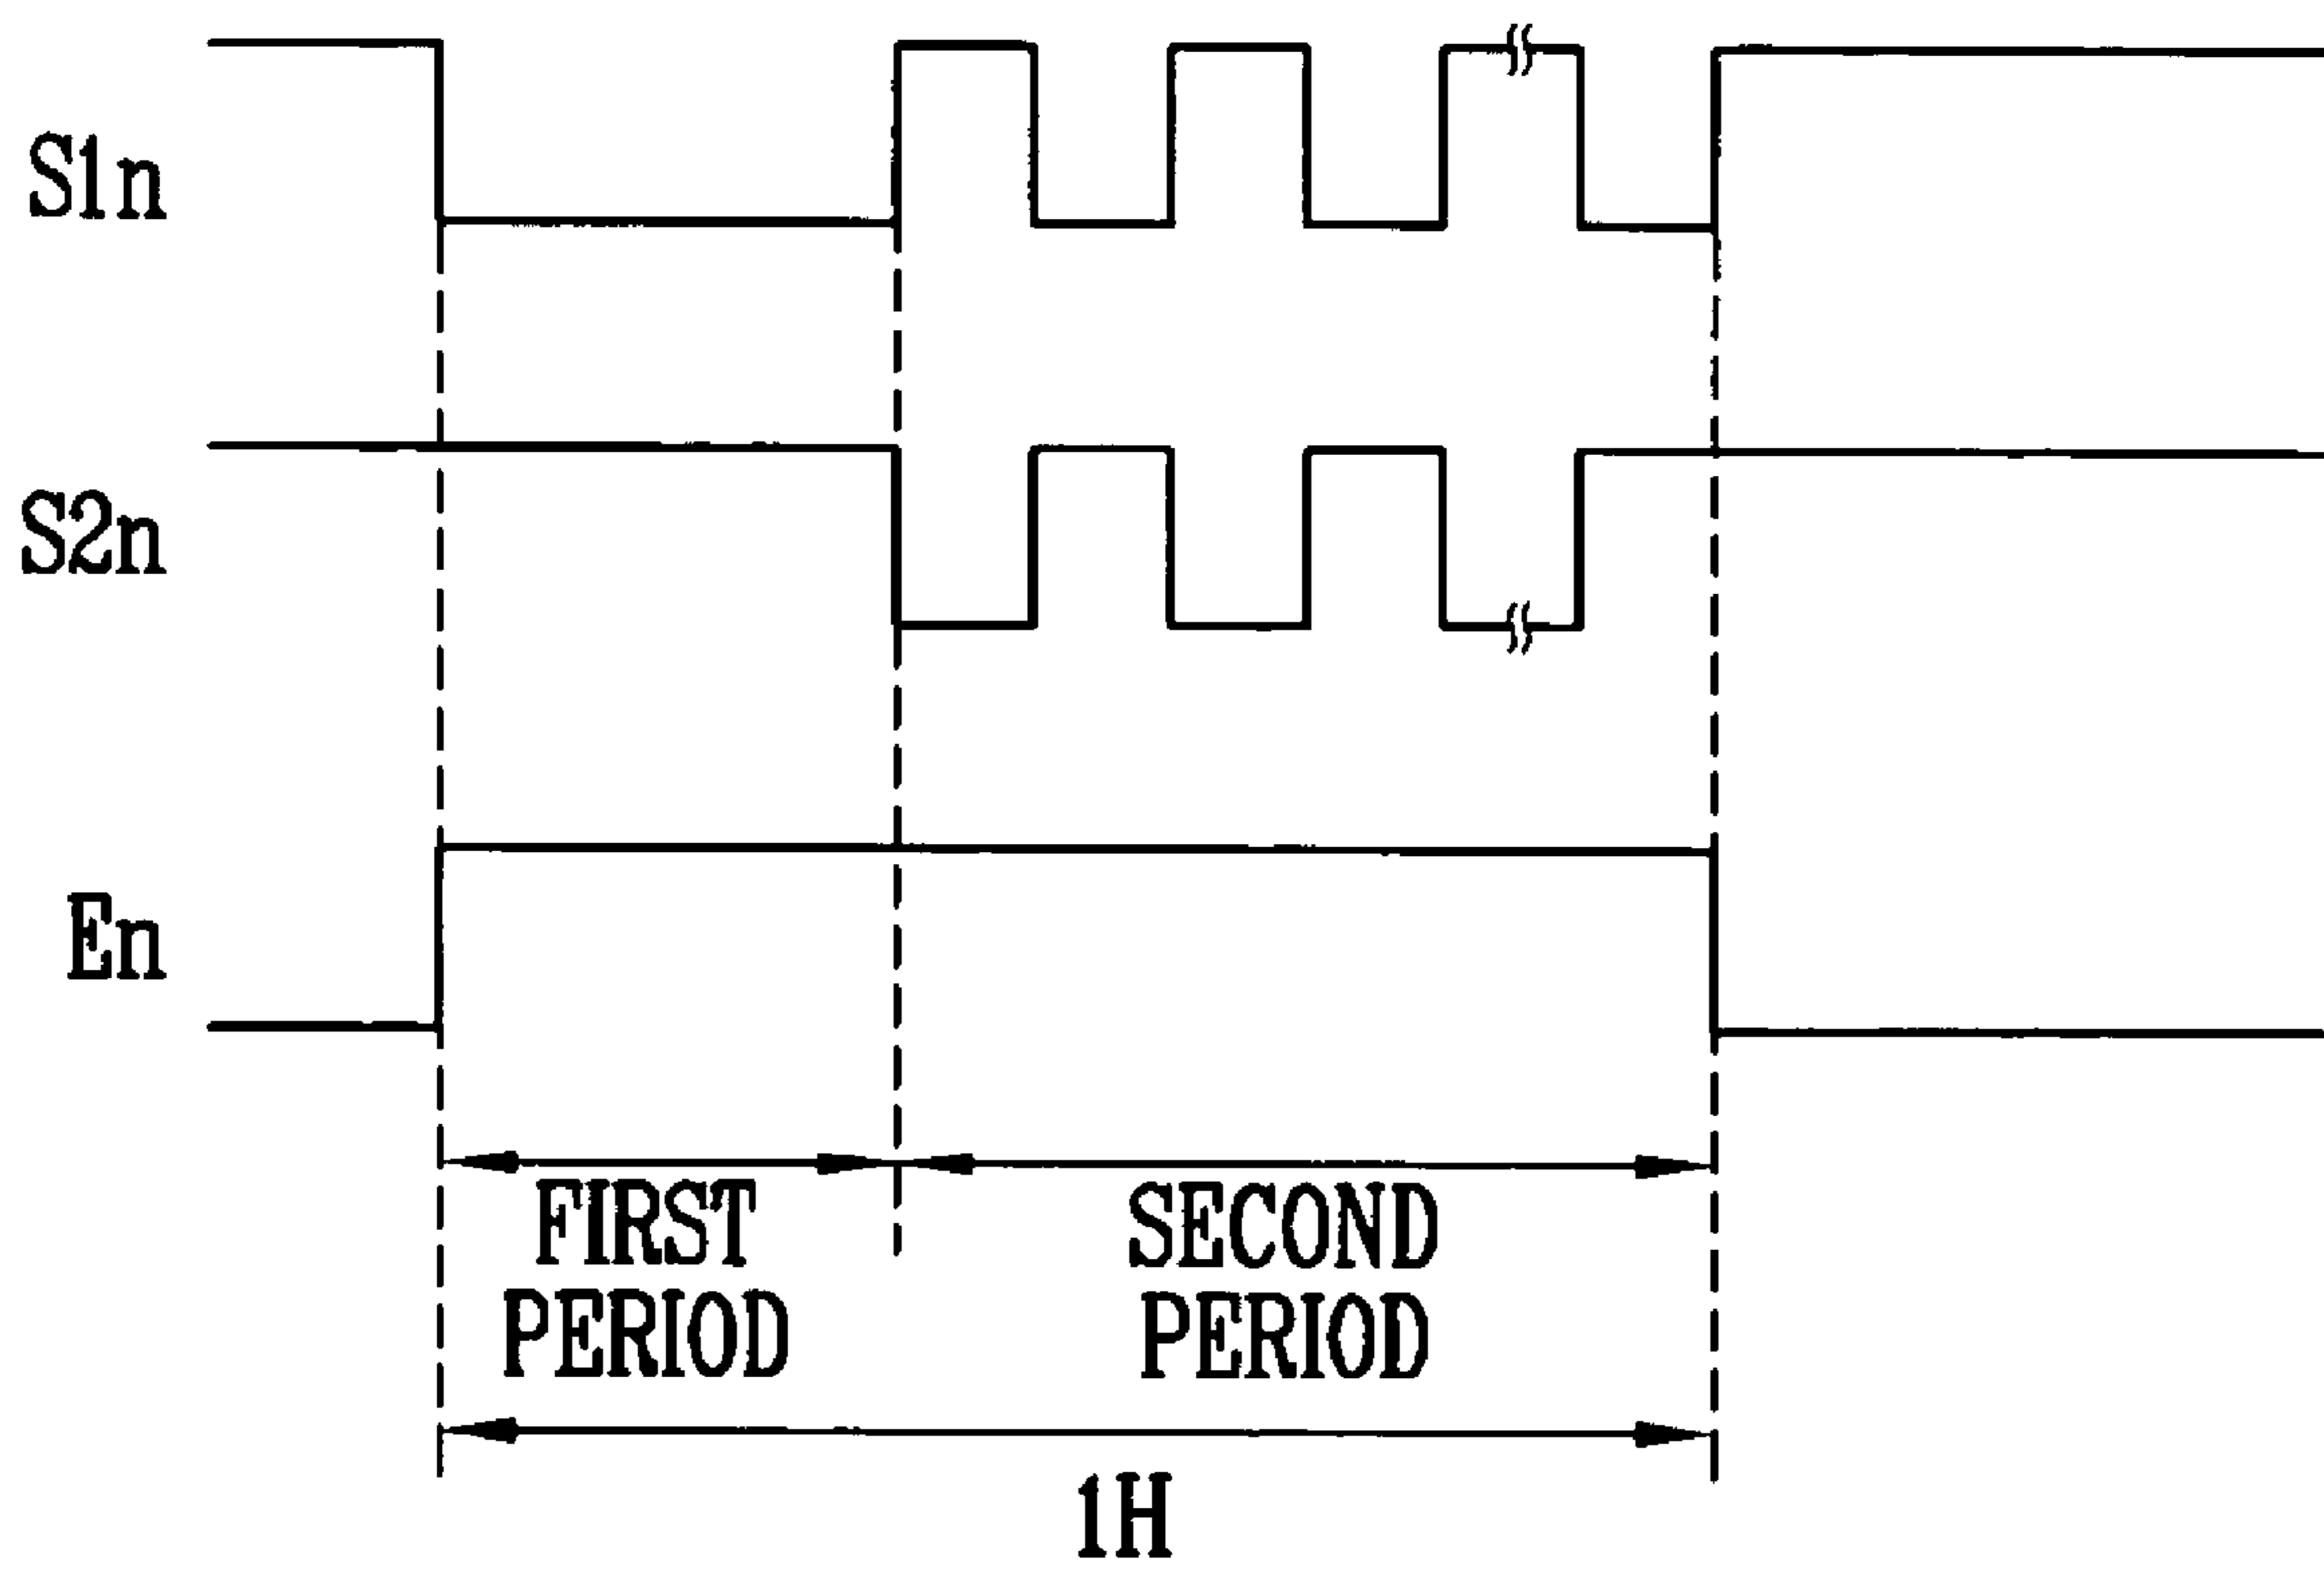 S1n
S2n
En
FIRST
PERIOD
SECOND
PERIOD
1H